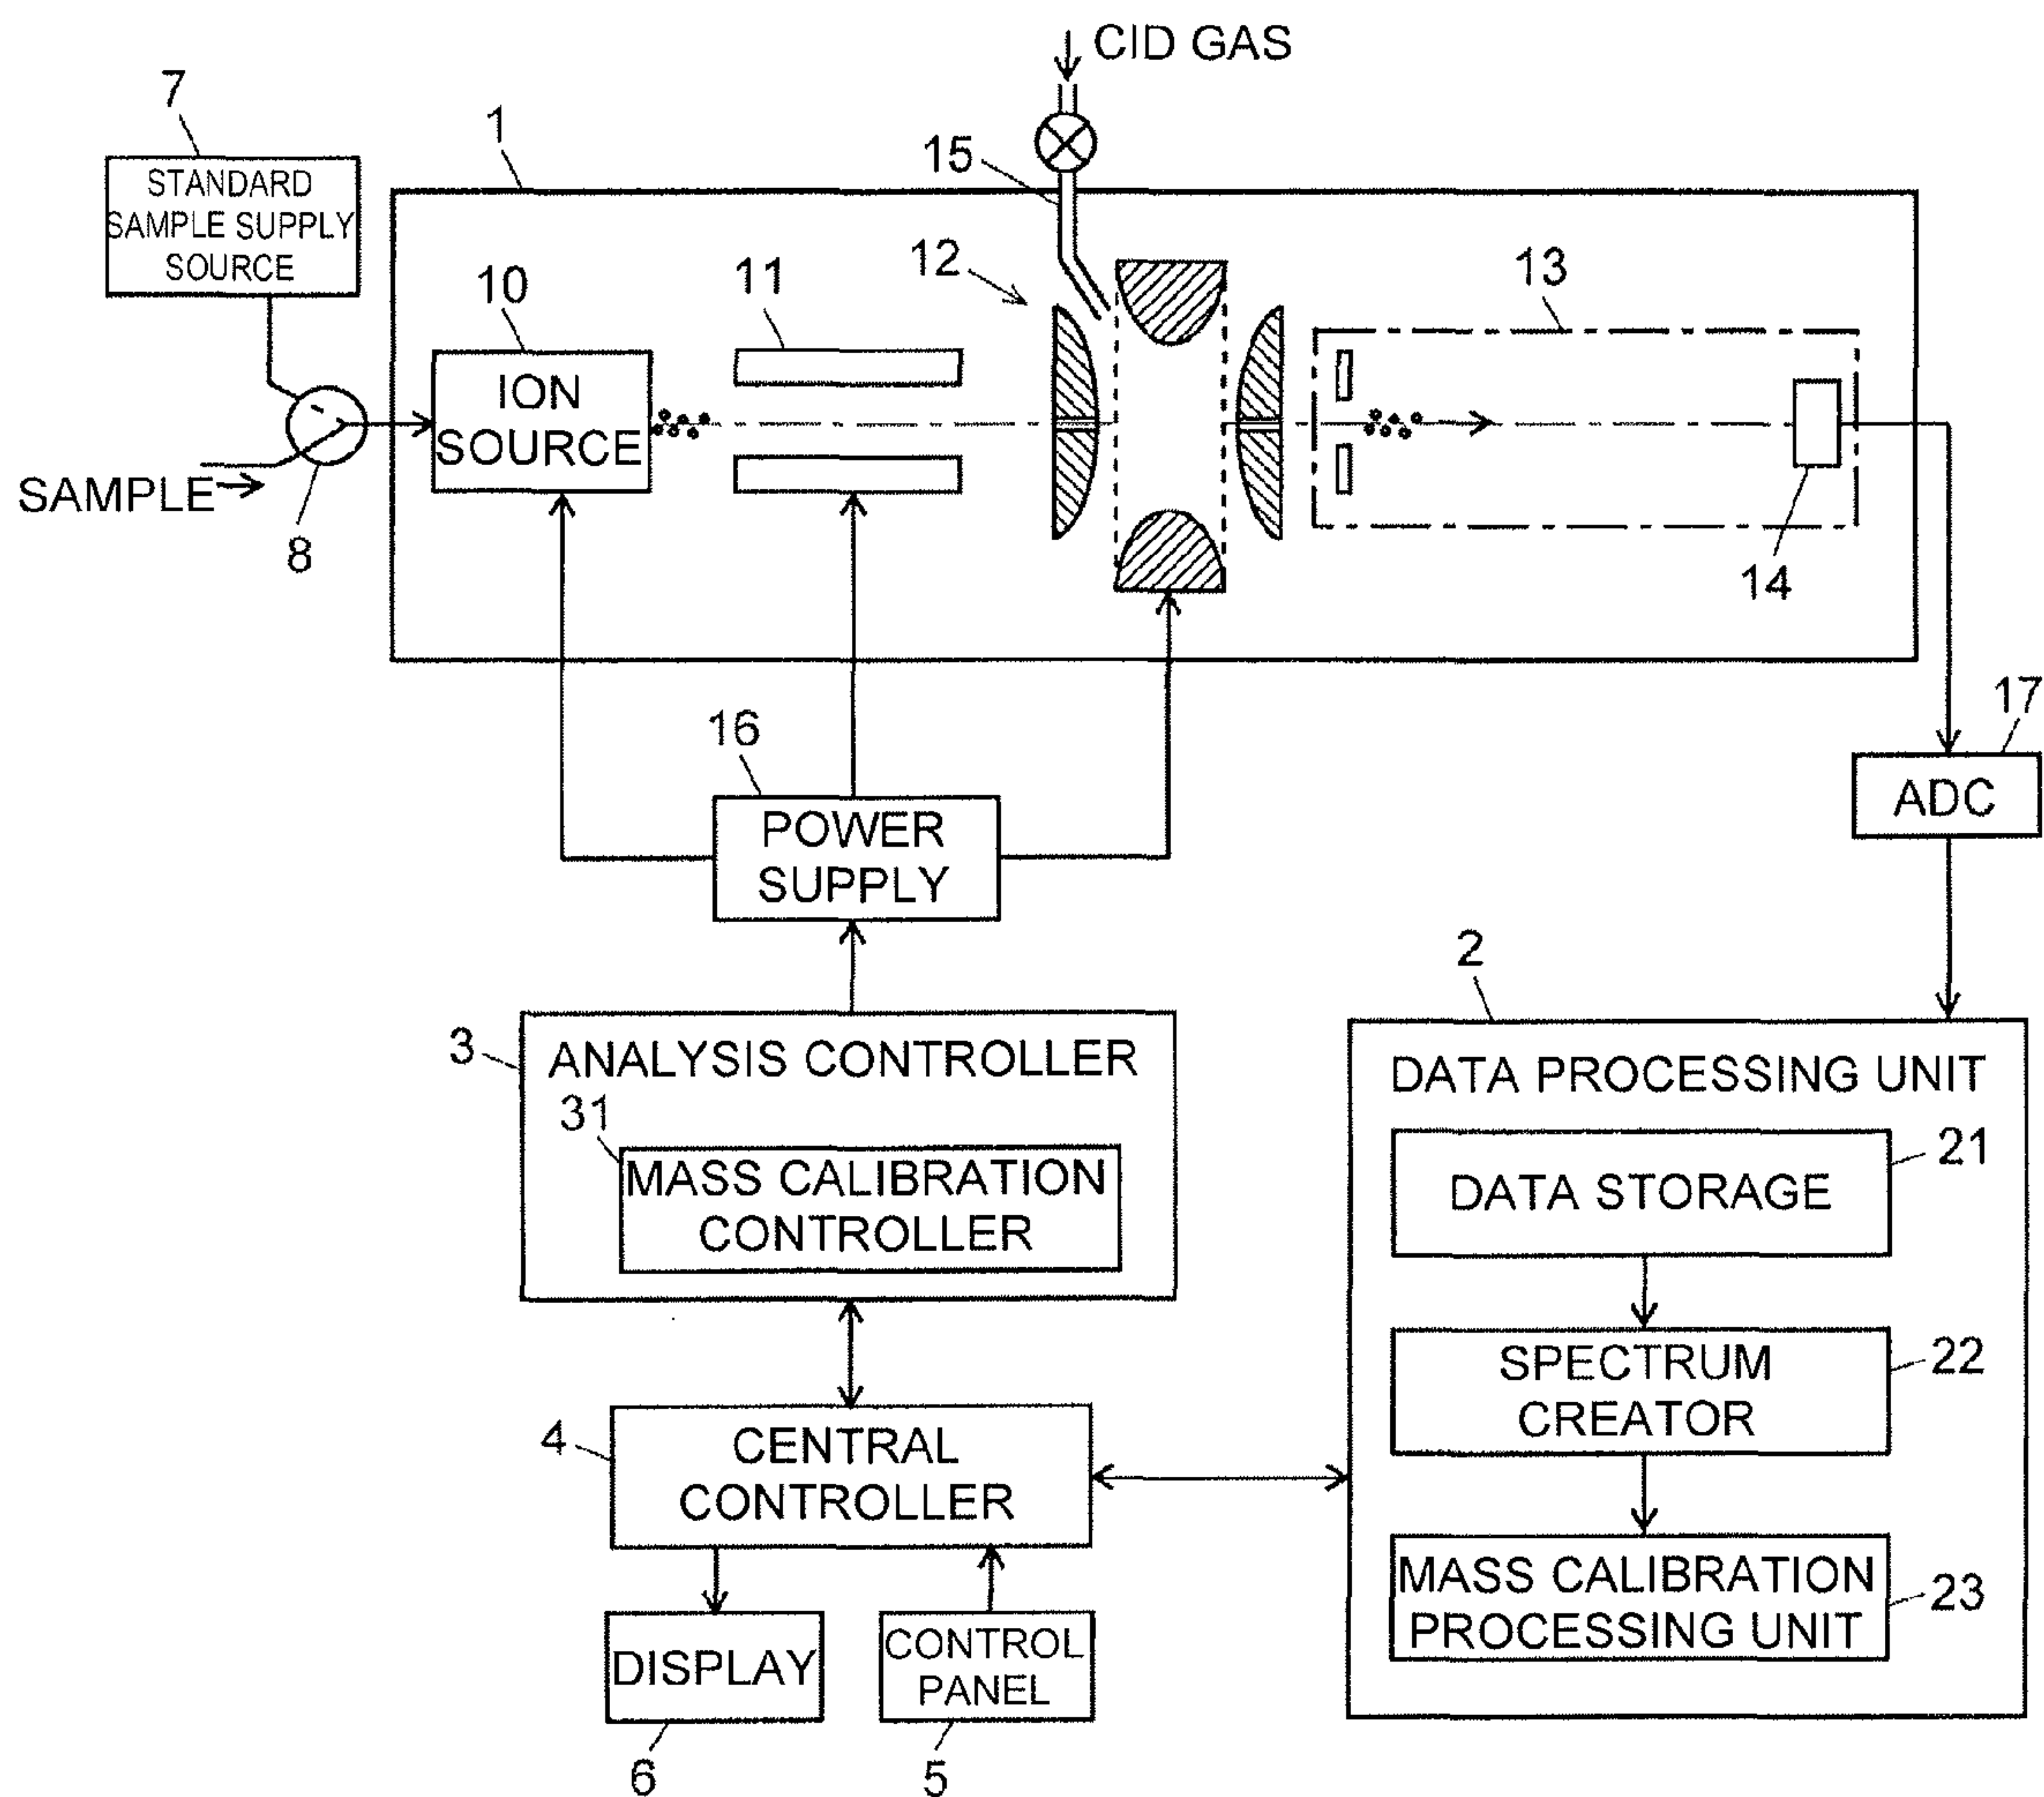 CID GAS
7
1
15
STANDARD
SAMPLE SUPPLY
SOURCE
10
11
12
13
ION
SOURCE
SAMPLE
8
14
16
17
POWER
SUPPLY
ADC
2
3
ANALYSIS CONTROLLER
DATA PROCESSING UNIT
31
MASS CALIBRATION
CONTROLLER
21
DATA STORAGE
22
SPECTRUM
CREATOR
4
CENTRAL
CONTROLLER
MASS CALIBRATION
PROCESSING UNIT
23
DISPLAY
CONTROL
PANEL
6
5